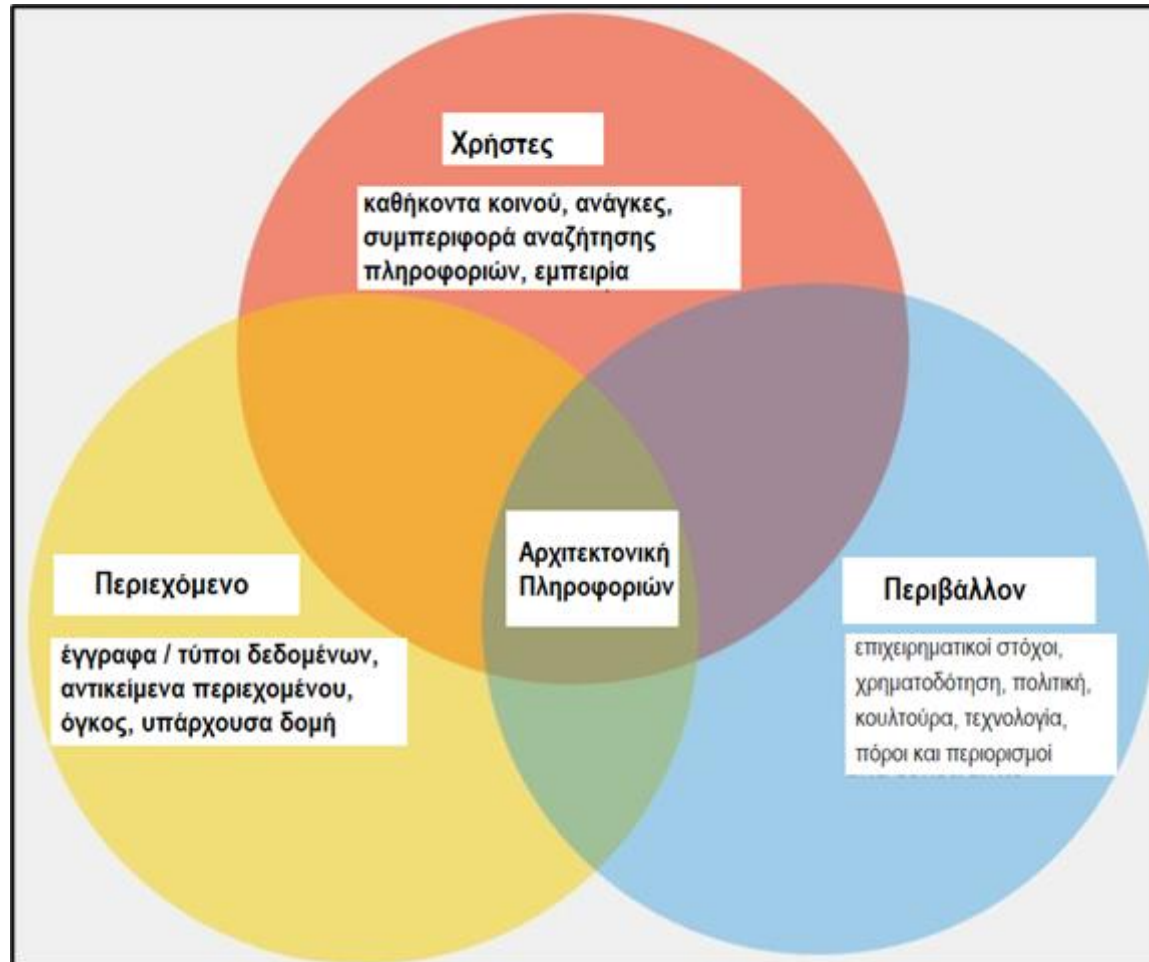 Χρήστες
καθήκοντα κοινού, ανάγκες,
συμπεριφορά αναζήτησης
πληροφοριών, εμπειρία
Αρχιτεκτονική
Πληροφοριών
Περιεχόμενο
έγγραφα / τύποι δεδομένων,
αντικείμενα περιεχομένου,
όγκος, υπάρχουσα δομή
Περιβάλλον
επιχειρηματικοί στόχοι,
χρηματοδότηση, πολιτική,
κουλτούρα, τεχνολογία,
πόροι και περιορισμοί